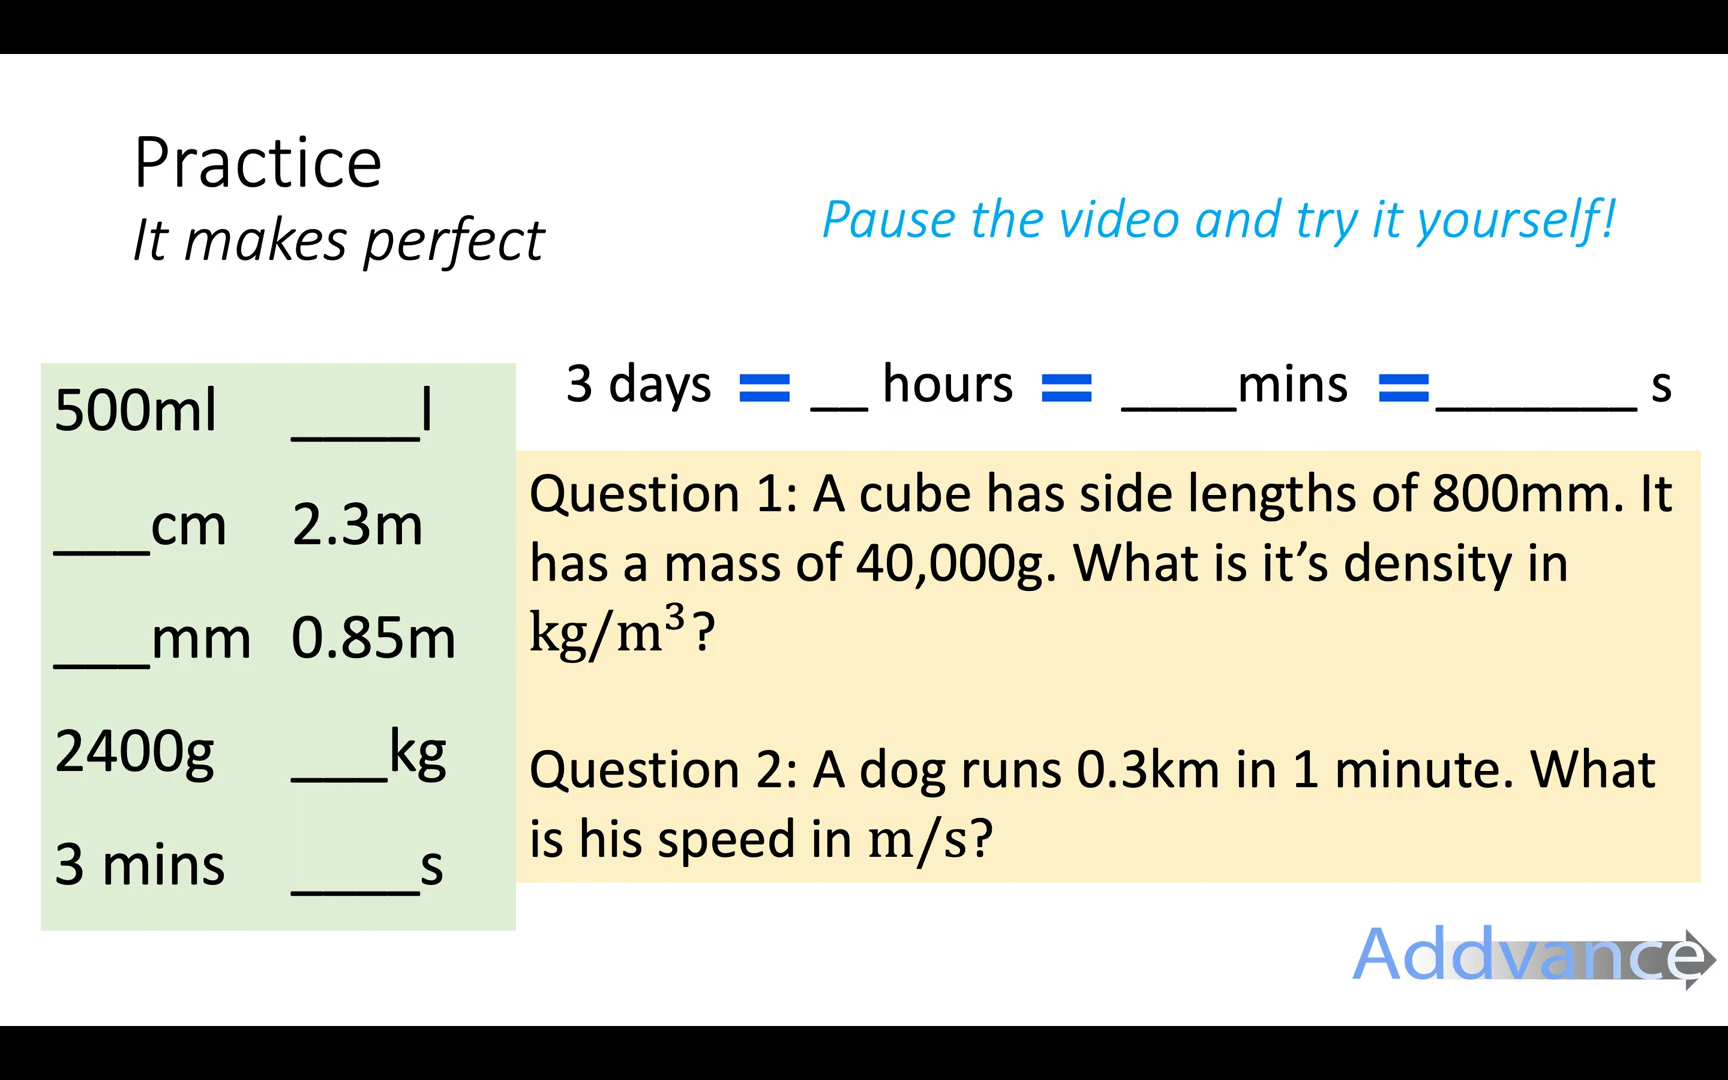 Practice
It makes perfect
Pause the video and try it yourself!
3 days = __ hours = ____mins =_______ s
500ml ____l
___cm 2.3m
___mm 0.85m
2400g ___kg
3 mins ____s
Question 1: A cube has side lengths of 800mm. It
has a mass of 40,000g. What is it’s density in
kg/m³?
Question 2: A dog runs 0.3km in 1 minute. What
is his speed in m/s?
Addvance